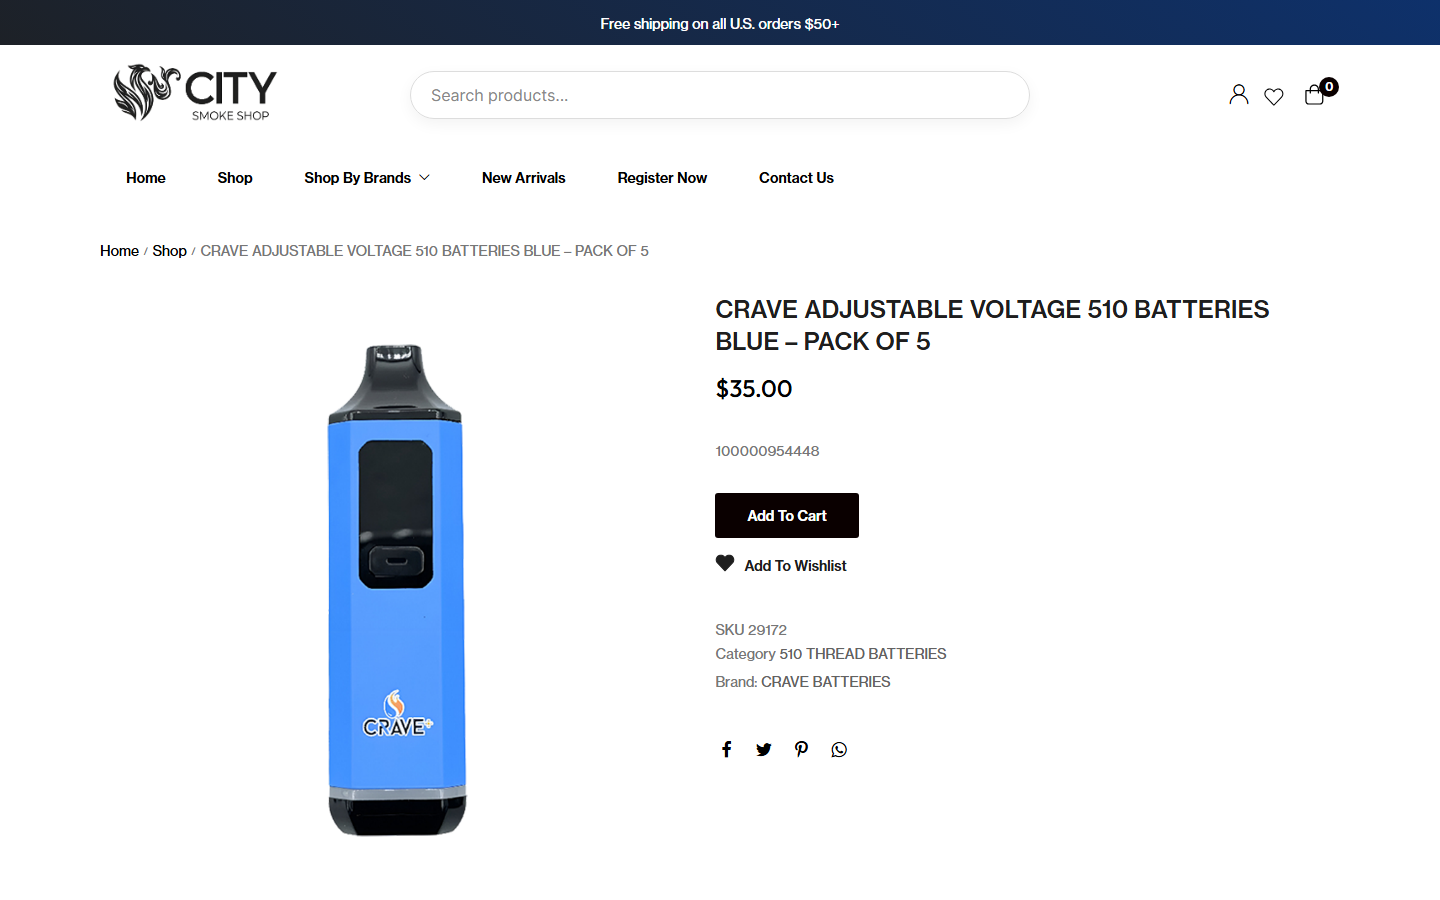 Free shipping on all U.S. orders $50+
CITY
SMOKE SHOP
Search products...
0
Home
Shop
Shop By Brands
New Arrivals
Register Now
Contact Us
Home / Shop / CRAVE ADJUSTABLE VOLTAGE 510 BATTERIES BLUE – PACK OF 5
CRAVE ADJUSTABLE VOLTAGE 510 BATTERIES
BLUE – PACK OF 5
$35.00
100000954448
Add To Cart
Add To Wishlist
SKU 29172
Category 510 THREAD BATTERIES
Brand: CRAVE BATTERIES
CRAVE+